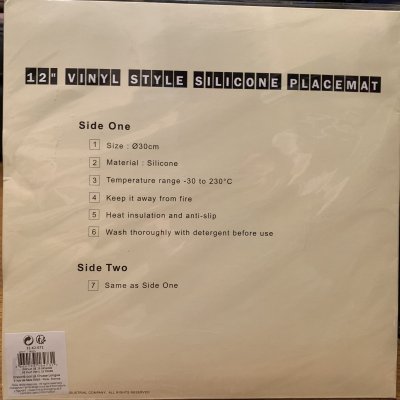 12" VINYL STYLE SILICONE PLACEMAT
Side One
1 Size : Ø30cm
2 Material : Silicone
3 Temperature range -30 to 230°C
4 Keep it away from fire
5 Heat insulation and anti-slip
6 Wash thoroughly with detergent before use
Side Two
7 Same as Side One
COMPANY. ALL RIGHTS RESERVED